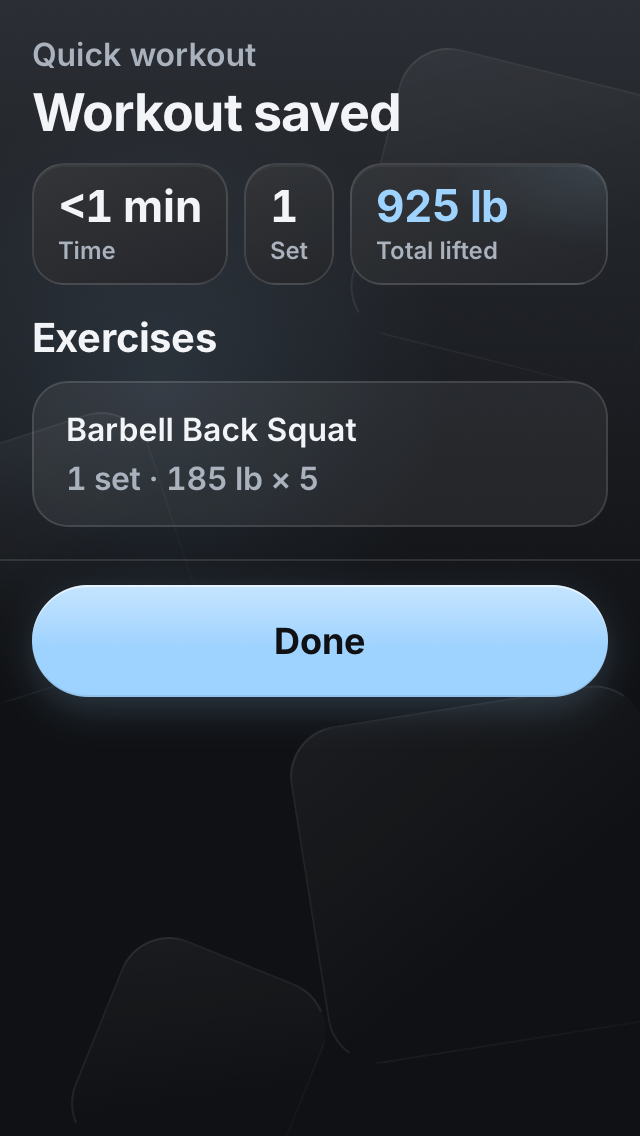 Quick workout
Workout saved
<1 min
Time
1
Set
925 lb
Total lifted
Exercises
Barbell Back Squat
1 set · 185 lb × 5
Done